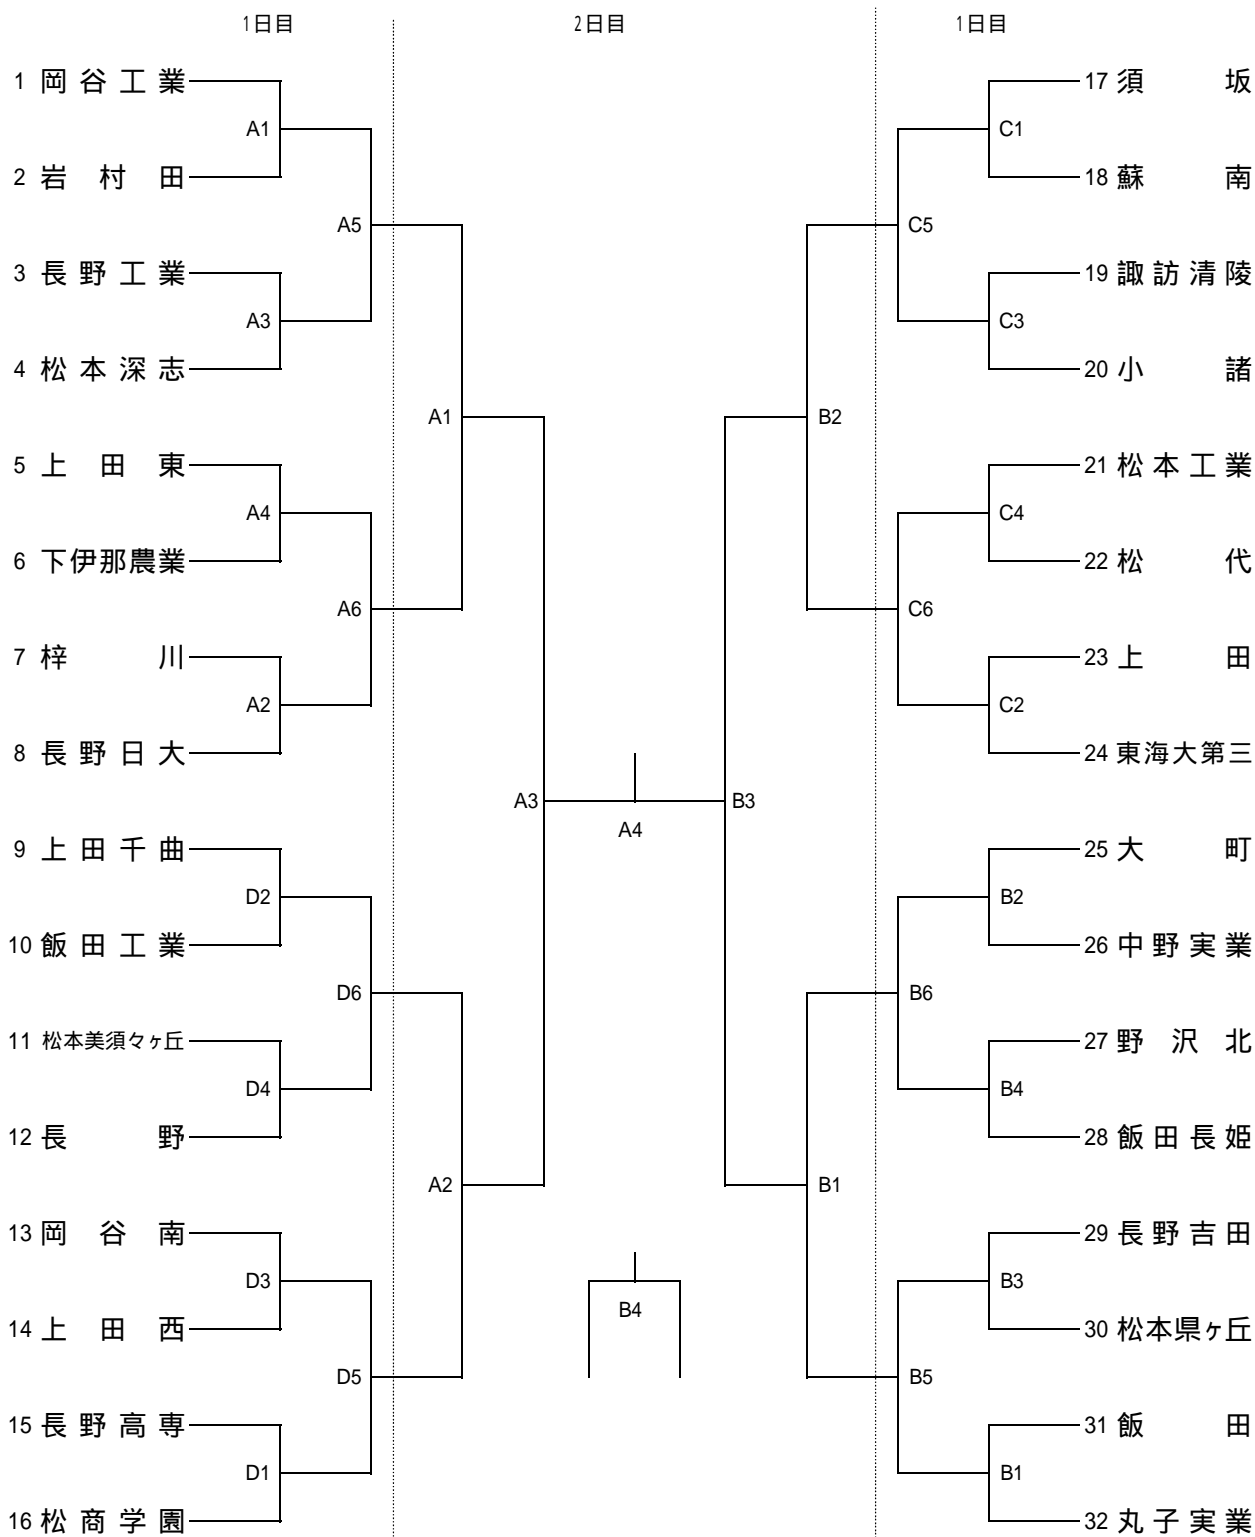 1日目
2日目
1日目
1 岡谷工業
17 須坂
A1
C1
2 岩村田
18 蘇南
A5
C5
3 長野工業
19 諏訪清陵
A3
C3
4 松本深志
20 小諸
A1
B2
5 上田東
21 松本工業
A4
C4
6 下伊那農業
22 松代
A6
C6
7 梓川
23 上田
A2
C2
8 長野日大
24 東海大第三
A3
B3
A4
9 上田千曲
25 大町
D2
B2
10 飯田工業
26 中野実業
D6
B6
11 松本美須々ヶ丘
27 野沢北
D4
B4
12 長野
28 飯田長姫
A2
B1
13 岡谷南
29 長野吉田
D3
B3
B4
14 上田西
30 松本県ヶ丘
D5
B5
15 長野高専
31 飯田
D1
B1
16 松商学園
32 丸子実業